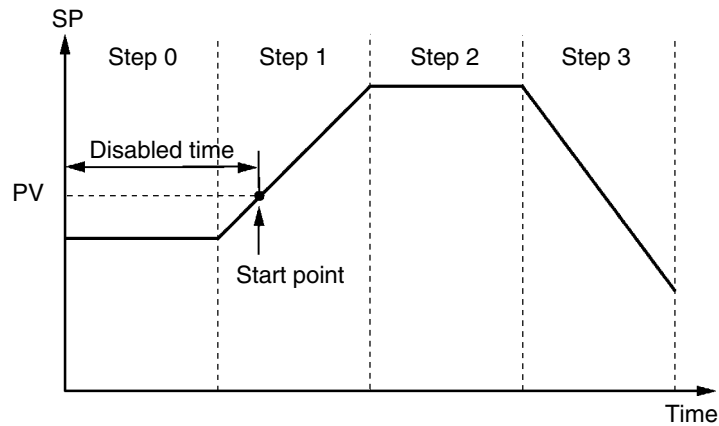 SP
Step 0
Step 1
Step 2
Step 3
Disabled time
PV
Start point
Time